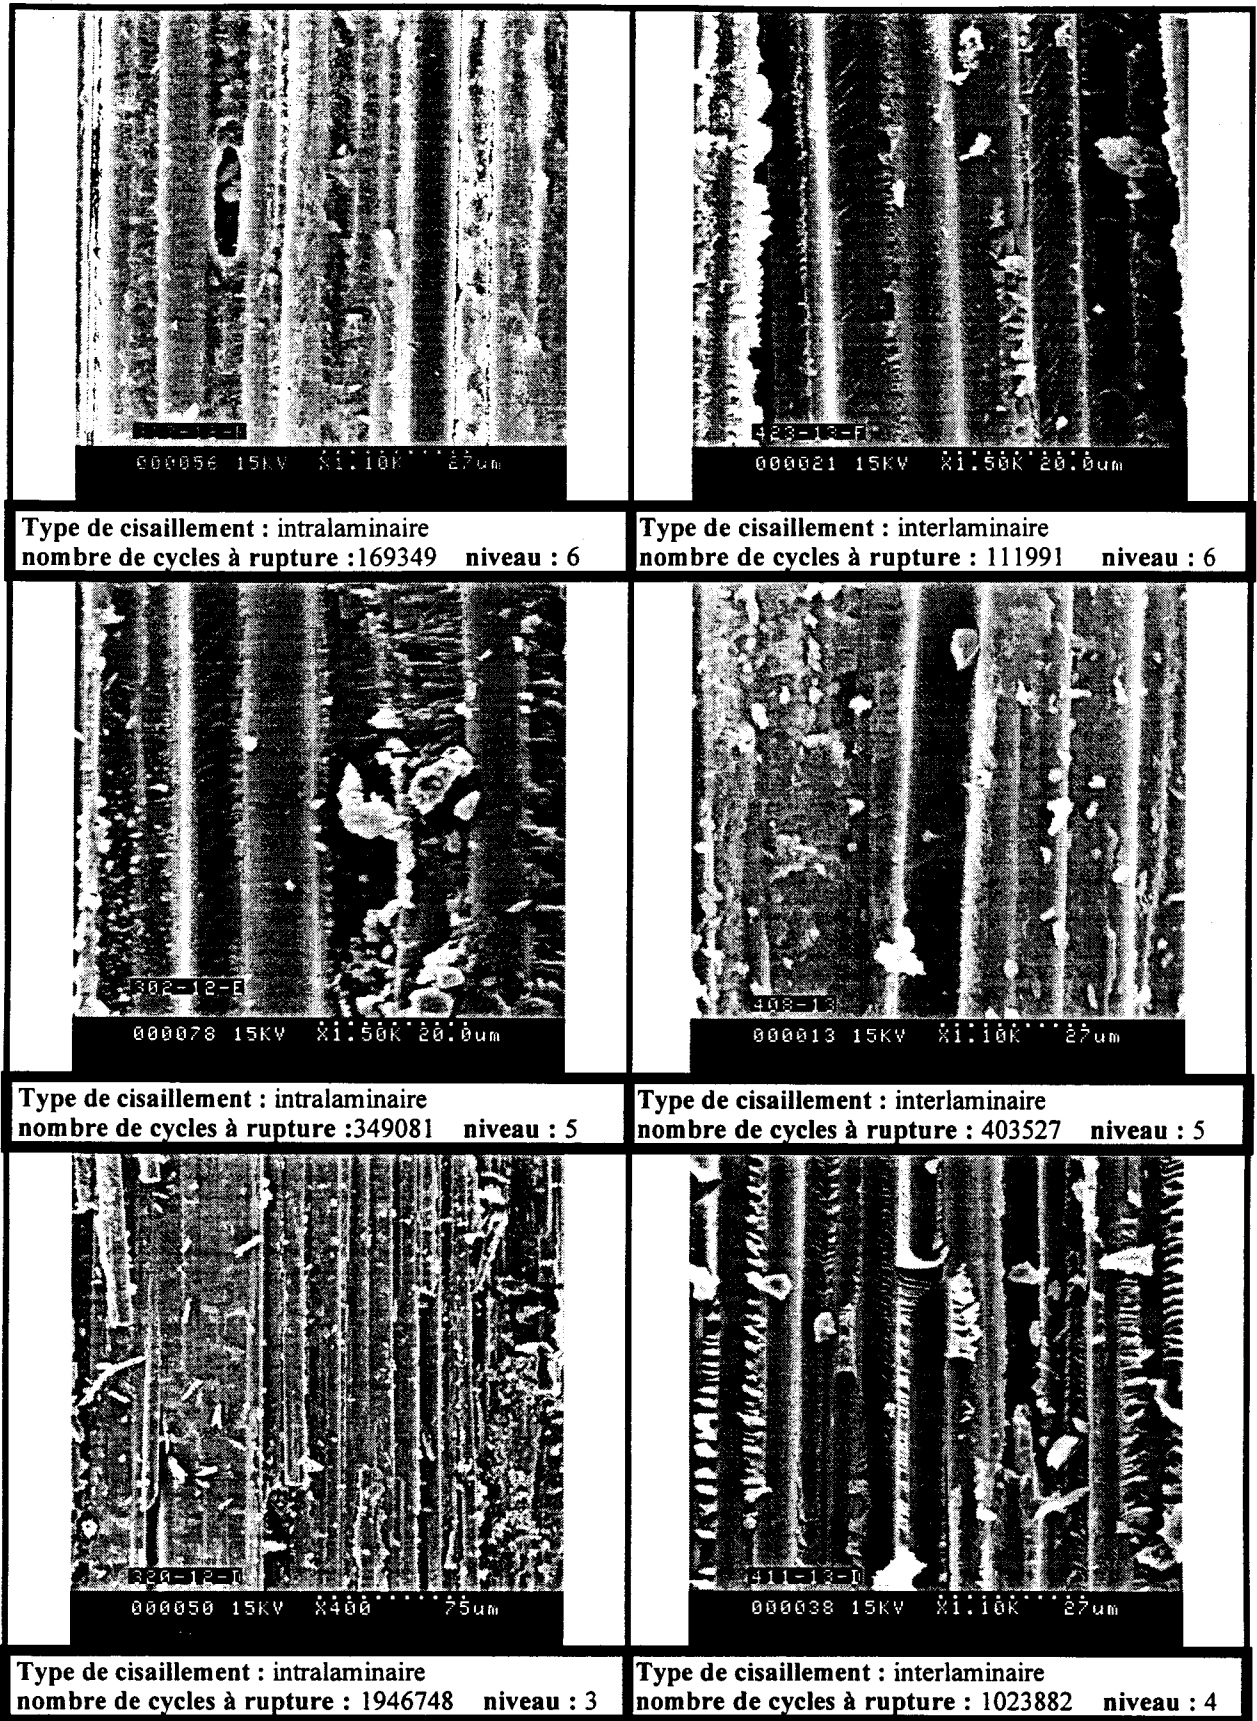 000056 15KV X1.10K 27um
423-13-F
000021 15KV X1.50K 20.0um
Type de cisaillement : intralaminaire
nombre de cycles à rupture :169349 niveau : 6
Type de cisaillement : interlaminaire
nombre de cycles à rupture : 111991 niveau : 6
302-12-E
000078 15KV X1.50K 20.0um
408-13
000013 15KV X1.10K 27um
Type de cisaillement : intralaminaire
nombre de cycles à rupture :349081 niveau : 5
Type de cisaillement : interlaminaire
nombre de cycles à rupture : 403527 niveau : 5
320-12-I
000050 15KV X400 75um
411-13-I
000038 15KV X1.10K 27um
Type de cisaillement : intralaminaire
nombre de cycles à rupture : 1946748 niveau : 3
Type de cisaillement : interlaminaire
nombre de cycles à rupture : 1023882 niveau : 4